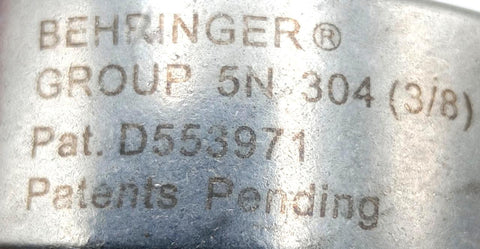 BEHRINGER®
GROUP 5N 304 (3/8)
Pat. D553971
Patents Pending